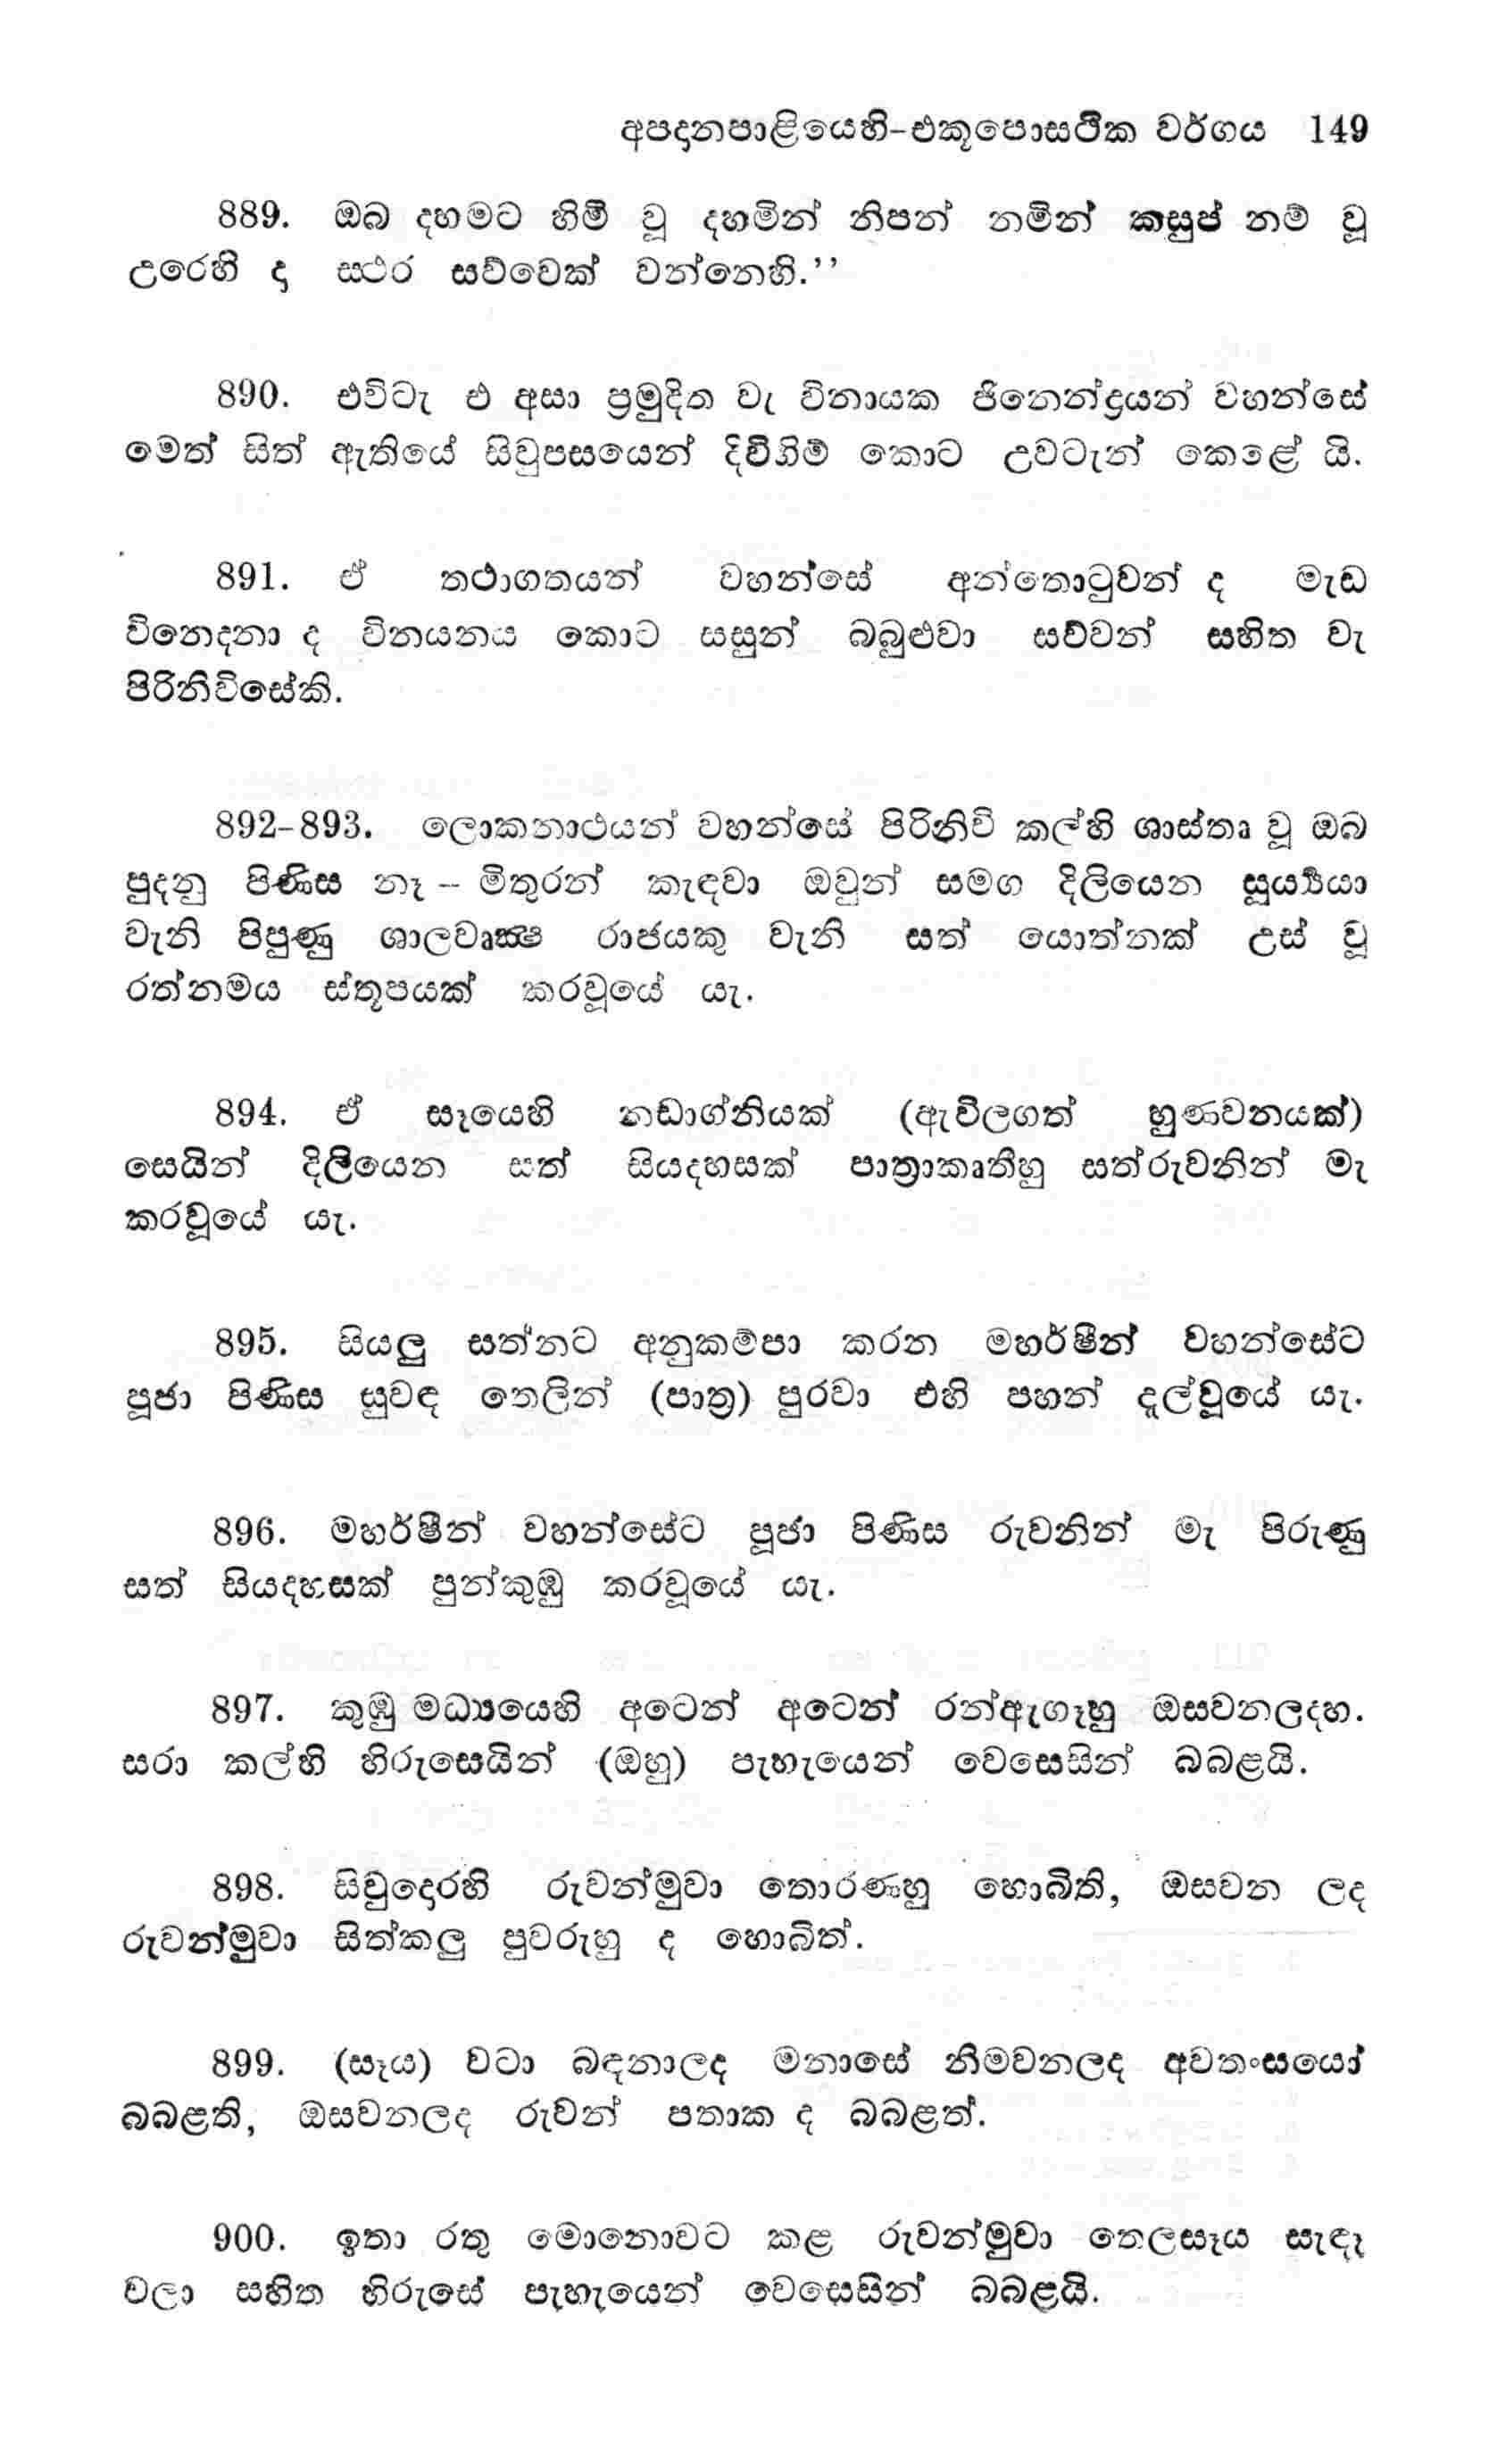 අපදානපාළියෙහි-එකූපොසථික වර්ගය 149
889. ඔබ දහමට හිමි වූ දහමින් නිපන් නමින් කසුප් නම් වූ
උරෙහි ද ා ස්ථර සව්වෙක් වන්නෙහි.''
890. එවිටැ එ අසා ප්‍රමුදිත වැ විනායක ජිනෙන්ද්‍රයන් වහන්සේ
මෙත් සිත් ඇතියේ සිවුපසයෙන් දිවිහිම් කොට උවටැන් කෙළේ යි.
891. ඒ තථාගතයන් වහන්සේ අන්තොටුවන් ද මැඩ
විනෙදනා ද විනයනය කොට සසුන් බබුළුවා සව්වන් සහිත වැ
පිරිනිවිසේකි.
892-893. ලොකනාථයන් වහන්සේ පිරිනිවි කල්හි ශාස්තෘ වූ ඔබ
පුදනු පිණිස නෑ - මිතුරන් කැඳවා ඔවුන් සමග දිලියෙන සූර්‍ය්‍යයා
වැනි පිපුණු ශාලවෘක්‍ෂ රාජයකු වැනි සත් යොත්නක් උස් වූ
රත්නමය ස්තූපයක් කරවූයේ යැ.
894. ඒ සෑයෙහි නඩාග්නියක් (ඇවිලගත් හුණවනයක්)
සෙයින් දිලියෙන සත් සියදහසක් පාත්‍රාකෘතීහු සත්රුවනින් මැ
කරවූයේ යැ.
895. සියලු සත්නට අනුකම්පා කරන මහර්ෂීන් වහන්සේට
පූජා පිණිස සුවඳ තෙලින් (පාත්‍ර) පුරවා එහි පහන් දල්වූයේ යැ.
896. මහර්ෂීන් වහන්සේට පූජා පිණිස රුවනින් මැ පිරුණු
සත් සියදහසක් පුන්කුඹු කරවූයේ යැ.
897. කුඹු මධ්‍යයෙහි අටෙන් අටෙන් රන්ඇගෑහු ඔසවනලදහ.
සරා කල්හි හිරුසෙයින් (ඔහු) පැහැයෙන් වෙසෙසින් බබළයි.
898. සිවුදොරහි රුවන්මුවා තොරණහු හොබිති, ඔසවන ලද
රුවන්මුවා සිත්කලු පුවරුහු ද හොබිත්.
899. (සෑය) වටා බඳනාලද මනාසේ නිමවනලද අවතංසයෝ
බබළති, ඔසවනලද රුවන් පතාක ද බබළත්.
900. ඉතා රතු මොනොවට කළ රුවන්මුවා තෙලසෑය සැඳෑ
වලා සහිත හිරුසේ පැහැයෙන් වෙසෙසින් බබළයි.